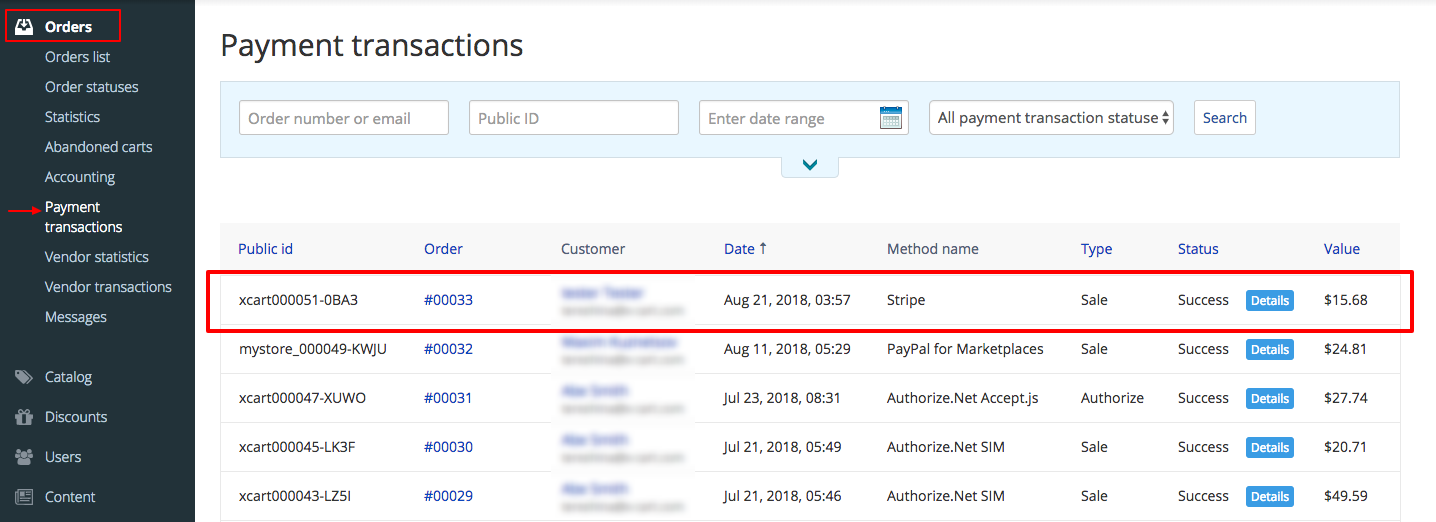 Orders
Orders list
Order statuses
Statistics
Abandoned carts
Accounting
Payment
transactions
Vendor statistics
Vendor transactions
Messages
Catalog
Discounts
Users
Content
Payment transactions
Order number or email Public ID Enter date range All payment transaction statuse Search
Public id Order Customer Date ↑ Method name Type Status Value
xcart000051-0BA3 #00033 Aug 21, 2018, 03:57 Stripe Sale Success Details $15.68
mystore_000049-KWJU #00032 Aug 11, 2018, 05:29 PayPal for Marketplaces Sale Success Details $24.81
xcart000047-XUWO #00031 Jul 23, 2018, 08:31 Authorize.Net Accept.js Authorize Success Details $27.74
xcart000045-LK3F #00030 Jul 21, 2018, 05:49 Authorize.Net SIM Sale Success Details $20.71
xcart000043-LZ5I #00029 Jul 21, 2018, 05:46 Authorize.Net SIM Sale Success Details $49.59